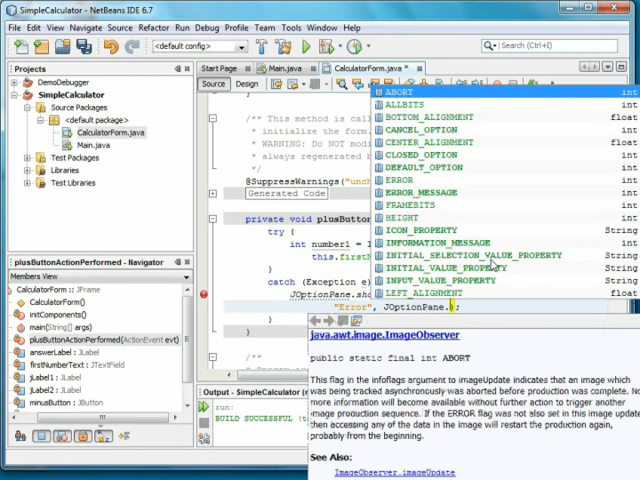 SimpleCalculator - NetBeans IDE 6.7
File Edit View Navigate Source Refactor Run Debug Profile Team Tools Window Help
<default config>
Search (Ctrl+I)
Projects
DemoDebugger
SimpleCalculator
Source Packages
<default package>
CalculatorForm.java
Main.java
Test Packages
Libraries
Test Libraries
plusButtonActionPerformed - Navigator
Members View
CalculatorForm :: JFrame
CalculatorForm()
initComponents()
main(String[] args)
plusButtonActionPerformed(ActionEvent evt)
answerLabel : JLabel
firstNumberText : JTextField
jLabel1 : JLabel
jLabel2 : JLabel
minusButton : JButton
Start Page
Main.java
CalculatorForm.java *
Source Design
/** This method is call
* initialize the form.
* WARNING: Do NOT modi
* always regenerated b
*/
@SuppressWarnings("unch
Generated Code
private void plusButton
try {
int number1 = I
this.firstN
}
catch (Exception e)
JOptionPane.sho
"Error", JOptionPane.);
}
}
/**
ABORT int
ALLBITS int
BOTTOM_ALIGNMENT float
CANCEL_OPTION int
CENTER_ALIGNMENT float
CLOSED_OPTION int
DEFAULT_OPTION int
ERROR int
ERROR_MESSAGE int
FRAMEBITS int
HEIGHT int
ICON_PROPERTY String
INFORMATION_MESSAGE int
INITIAL_SELECTION_VALUE_PROPERTY String
INITIAL_VALUE_PROPERTY String
INPUT_VALUE_PROPERTY String
LEFT_ALIGNMENT float
java.awt.image.ImageObserver
public static final int ABORT
This flag in the infoflags argument to imageUpdate indicates that an image which
was being tracked asynchronously was aborted before production was complete. No
more information will become available without further action to trigger another
image production sequence. If the ERROR flag was not also set in this image update
then accessing any of the data in the image will restart the production again,
probably from the beginning.
See Also:
ImageObserver.imageUpdate
Output - SimpleCalculator (
run:
BUILD SUCCESSFUL (t